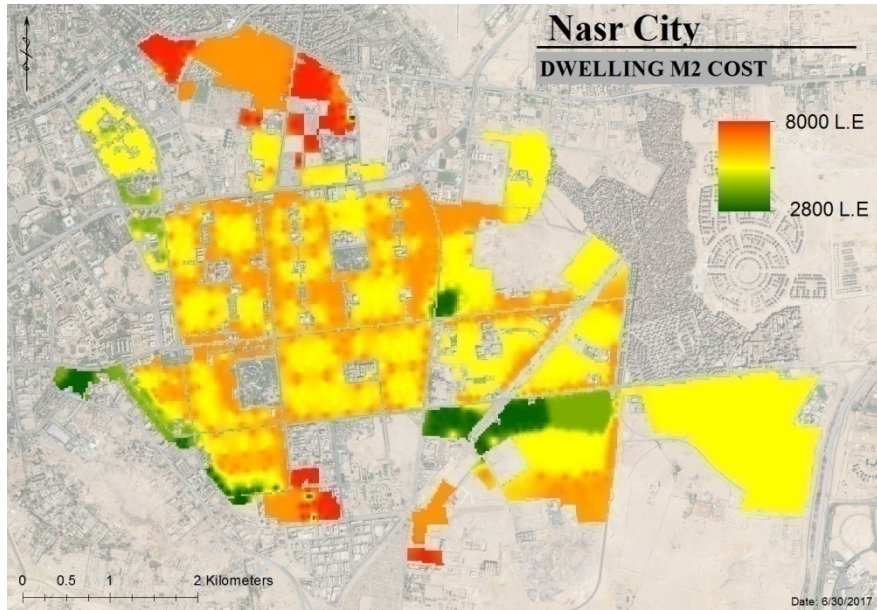 Nasr City
DWELLING M2 COST
8000 L.E
2800 L.E
0 0.5 1 2 Kilometers
Date: 6/30/2017